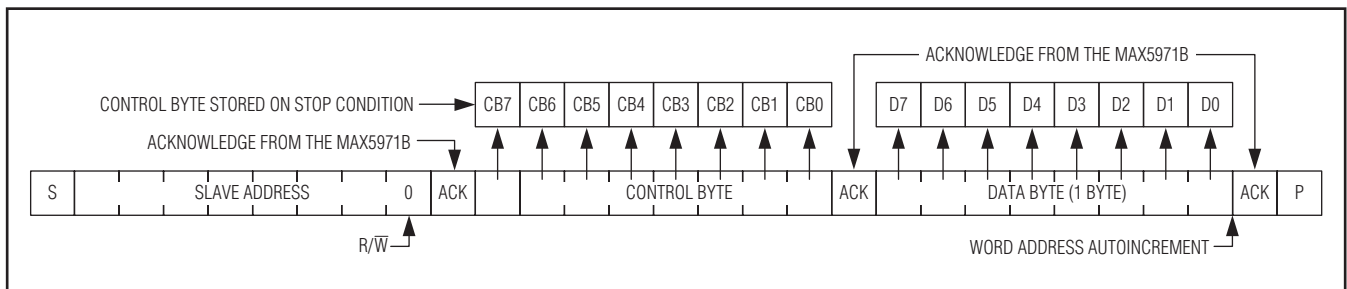 ACKNOWLEDGE FROM THE MAX5971B
CONTROL BYTE STORED ON STOP CONDITION CB7 CB6 CB5 CB4 CB3 CB2 CB1 CB0 D7 D6 D5 D4 D3 D2 D1 D0
ACKNOWLEDGE FROM THE MAX5971B
S SLAVE ADDRESS 0 ACK CONTROL BYTE ACK DATA BYTE (1 BYTE) ACK P
R/W̅ WORD ADDRESS AUTOINCREMENT